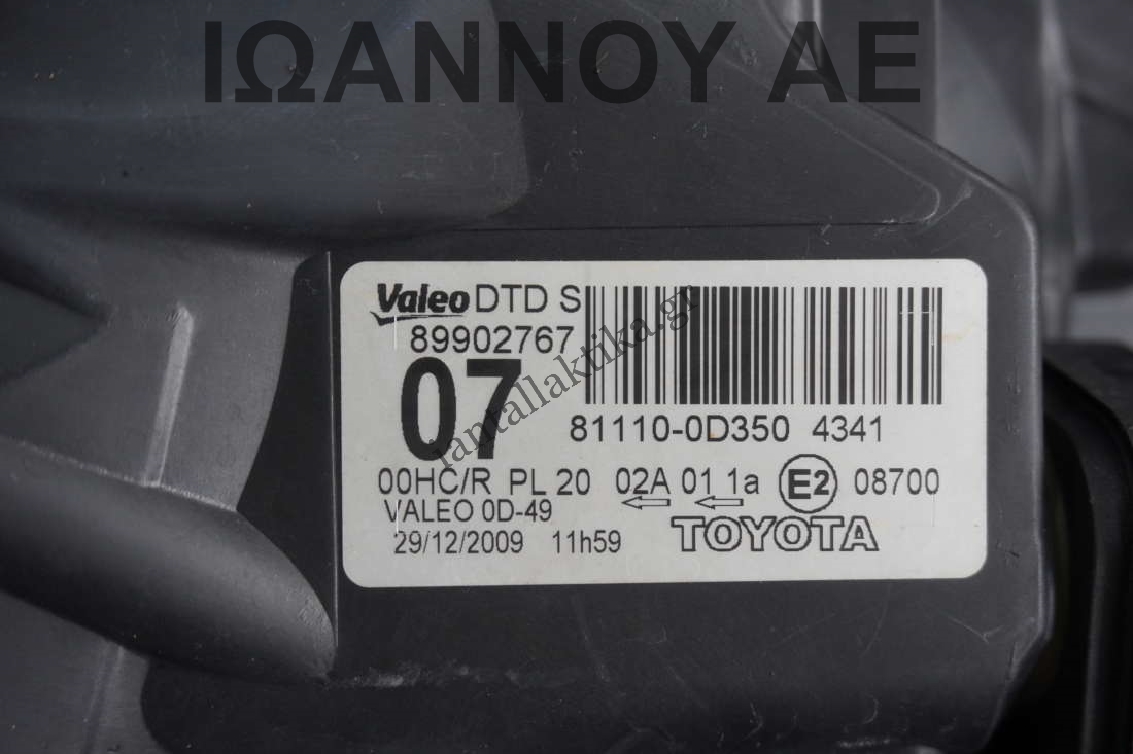 ΙΩΑΝΝΟΥ ΑΕ
Valeo DTD S
89902767
07
81110-0D350 4341
iantallaktika.gr
00HC/R PL 20 02A 01 1a E2 08700
VALEO 0D-49
TOYOTA
29/12/2009 11h59